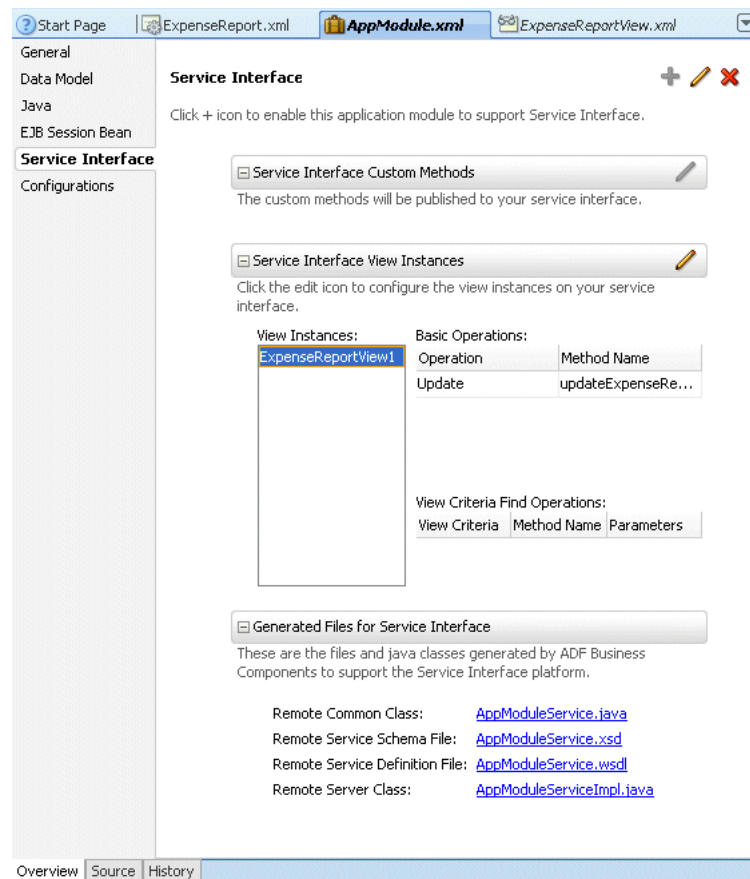 Start Page ExpenseReport.xml AppModule.xml ExpenseReportView.xml
General
Data Model
Java
EJB Session Bean
Service Interface
Configurations
Service Interface
Click + icon to enable this application module to support Service Interface.
Service Interface Custom Methods
The custom methods will be published to your service interface.
Service Interface View Instances
Click the edit icon to configure the view instances on your service
interface.
View Instances:
ExpenseReportView1
Basic Operations:
Operation Method Name
Update updateExpenseRe...
View Criteria Find Operations:
View Criteria Method Name Parameters
Generated Files for Service Interface
These are the files and java classes generated by ADF Business
Components to support the Service Interface platform.
Remote Common Class: AppModuleService.java
Remote Service Schema File: AppModuleService.xsd
Remote Service Definition File: AppModuleService.wsdl
Remote Server Class: AppModuleServiceImpl.java
Overview Source History